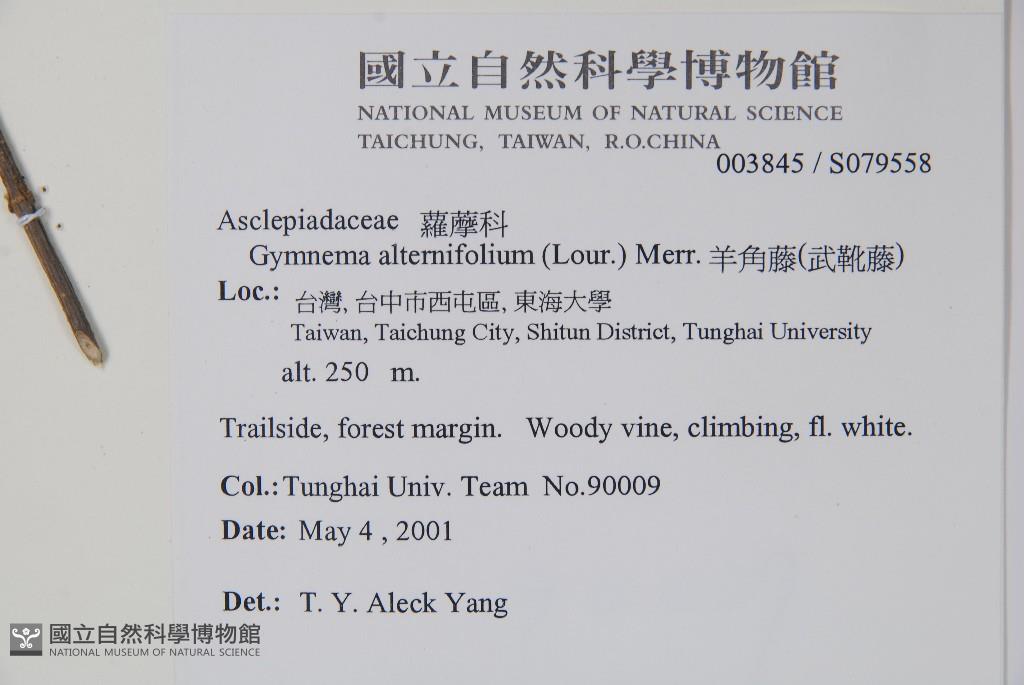 國立自然科學博物館
NATIONAL MUSEUM OF NATURAL SCIENCE
TAICHUNG, TAIWAN, R.O.CHINA
003845 / S079558
Asclepiadaceae 蘿藦科
Gymnema alternifolium (Lour.) Merr. 羊角藤(武靴藤)
Loc.: 台灣, 台中市西屯區, 東海大學
Taiwan, Taichung City, Shitun District, Tunghai University
alt. 250 m.
Trailside, forest margin. Woody vine, climbing, fl. white.
Col.: Tunghai Univ. Team No.90009
Date: May 4 , 2001
Det.: T. Y. Aleck Yang
國立自然科學博物館
NATIONAL MUSEUM OF NATURAL SCIENCE